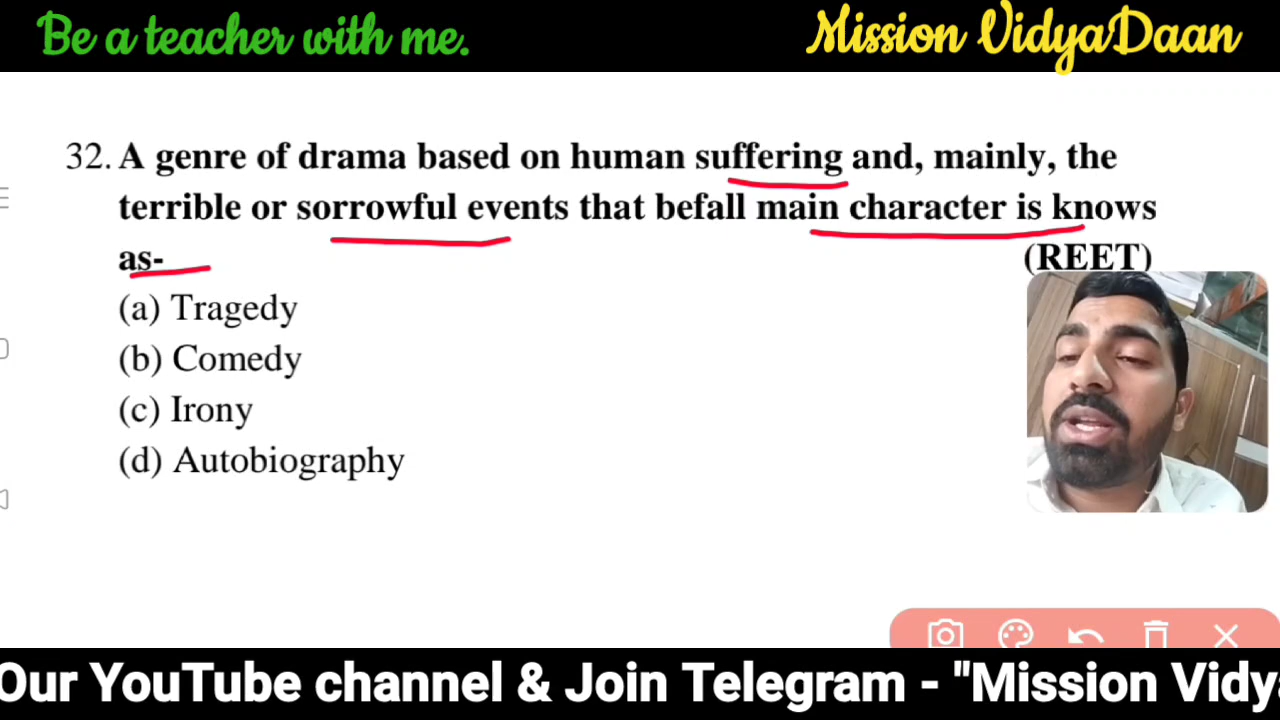 Be a teacher with me.
Mission VidyaDaan
32. A genre of drama based on human suffering and, mainly, the
terrible or sorrowful events that befall main character is knows
as-
(REET)
(a) Tragedy
(b) Comedy
(c) Irony
(d) Autobiography
Our YouTube channel & Join Telegram - "Mission Vidy